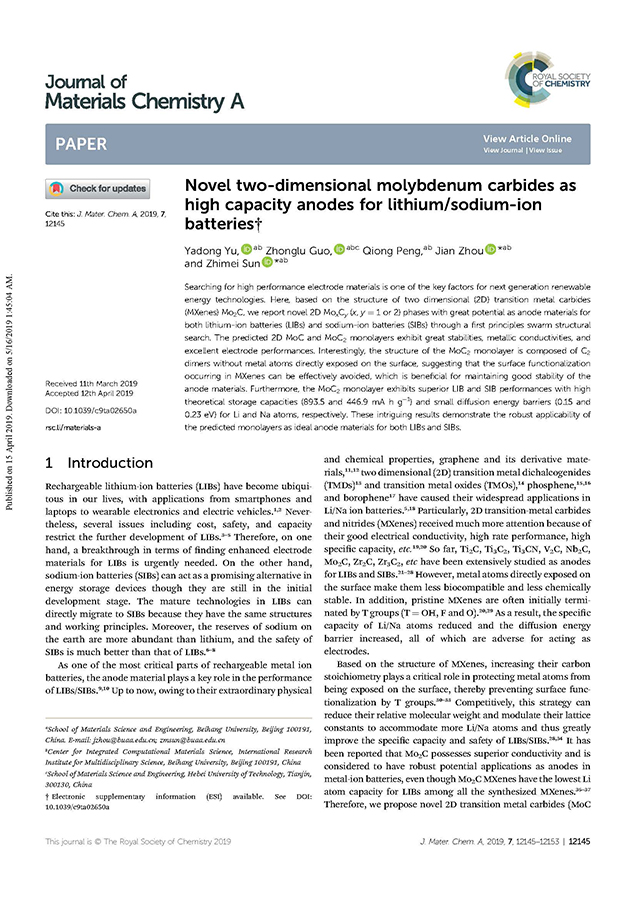 Journal of
Materials Chemistry A
ROYAL SOCIETY
OF CHEMISTRY
PAPER
View Article Online
View Journal | View Issue
Check for updates
Cite this: J. Mater. Chem. A, 2019, 7,
12145
Received 11th March 2019
Accepted 12th April 2019
DOI: 10.1039/c9ta02650a
rsc.li/materials-a
Novel two-dimensional molybdenum carbides as
high capacity anodes for lithium/sodium-ion
batteries†
Yadong Yu, iD ab Zhonglu Guo, iD abc Qiong Peng,ab Jian Zhou iD *ab
and Zhimei Sun iD *ab
Searching for high performance electrode materials is one of the key factors for next generation renewable
energy technologies. Here, based on the structure of two dimensional (2D) transition metal carbides
(MXenes) Mo2C, we report novel 2D MoxCy (x, y = 1 or 2) phases with great potential as anode materials for
both lithium-ion batteries (LIBs) and sodium-ion batteries (SIBs) through a first principles swarm structural
search. The predicted 2D MoC and MoC2 monolayers exhibit great stabilities, metallic conductivities, and
excellent electrode performances. Interestingly, the structure of the MoC2 monolayer is composed of C2
dimers without metal atoms directly exposed on the surface, suggesting that the surface functionalization
occurring in MXenes can be effectively avoided, which is beneficial for maintaining good stability of the
anode materials. Furthermore, the MoC2 monolayer exhibits superior LIB and SIB performances with high
theoretical storage capacities (893.5 and 446.9 mA h g−1) and small diffusion energy barriers (0.15 and
0.23 eV) for Li and Na atoms, respectively. These intriguing results demonstrate the robust applicability of
the predicted monolayers as ideal anode materials for both LIBs and SIBs.
1 Introduction
Rechargeable lithium-ion batteries (LIBs) have become ubiqui-
tous in our lives, with applications from smartphones and
laptops to wearable electronics and electric vehicles.1,2 Never-
theless, several issues including cost, safety, and capacity
restrict the further development of LIBs.3–5 Therefore, on one
hand, a breakthrough in terms of finding enhanced electrode
materials for LIBs is urgently needed. On the other hand,
sodium-ion batteries (SIBs) can act as a promising alternative in
energy storage devices though they are still in the initial
development stage. The mature technologies in LIBs can
directly migrate to SIBs because they have the same structures
and working principles. Moreover, the reserves of sodium on
the earth are more abundant than lithium, and the safety of
SIBs is much better than that of LIBs.6–8
As one of the most critical parts of rechargeable metal ion
batteries, the anode material plays a key role in the performance
of LIBs/SIBs.9,10 Up to now, owing to their extraordinary physical
aSchool of Materials Science and Engineering, Beihang University, Beijing 100191,
China. E-mail: jzhou@buaa.edu.cn; zmsun@buaa.edu.cn
bCenter for Integrated Computational Materials Science, International Research
Institute for Multidisciplinary Science, Beihang University, Beijing 100191, China
cSchool of Materials Science and Engineering, Hebei University of Technology, Tianjin,
300130, China
† Electronic supplementary information (ESI) available. See DOI:
10.1039/c9ta02650a
and chemical properties, graphene and its derivative mate-
rials,11,12 two dimensional (2D) transition metal dichalcogenides
(TMDs)13 and transition metal oxides (TMOs),14 phosphene,15,16
and borophene17 have caused their widespread applications in
Li/Na ion batteries.5,18 Particularly, 2D transition-metal carbides
and nitrides (MXenes) received much more attention because of
their good electrical conductivity, high rate performance, high
specific capacity, etc.19,20 So far, Ti2C, Ti3C2, Ti3CN, V2C, Nb2C,
Mo2C, Zr2C, Zr3C2, etc have been extensively studied as anodes
for LIBs and SIBs.21–28 However, metal atoms directly exposed on
the surface make them less biocompatible and less chemically
stable. In addition, pristine MXenes are often initially termi-
nated by T groups (T = OH, F and O).20,29 As a result, the specific
capacity of Li/Na atoms reduced and the diffusion energy
barrier increased, all of which are adverse for acting as
electrodes.
Based on the structure of MXenes, increasing their carbon
stoichiometry plays a critical role in protecting metal atoms from
being exposed on the surface, thereby preventing surface func-
tionalization by T groups.30–33 Competitively, this strategy can
reduce their relative molecular weight and modulate their lattice
constants to accommodate more Li/Na atoms and thus greatly
improve the specific capacity and safety of LIBs/SIBs.28,34 It has
been reported that Mo2C possesses superior conductivity and is
considered to have robust potential applications as anodes in
metal-ion batteries, even though Mo2C MXenes have the lowest Li
atom capacity for LIBs among all the synthesized MXenes.35–37
Therefore, we propose novel 2D transition metal carbides (MoC
Published on 15 April 2019. Downloaded on 5/16/2019 1:45:04 AM.
This journal is © The Royal Society of Chemistry 2019
J. Mater. Chem. A, 2019, 7, 12145–12153 | 12145